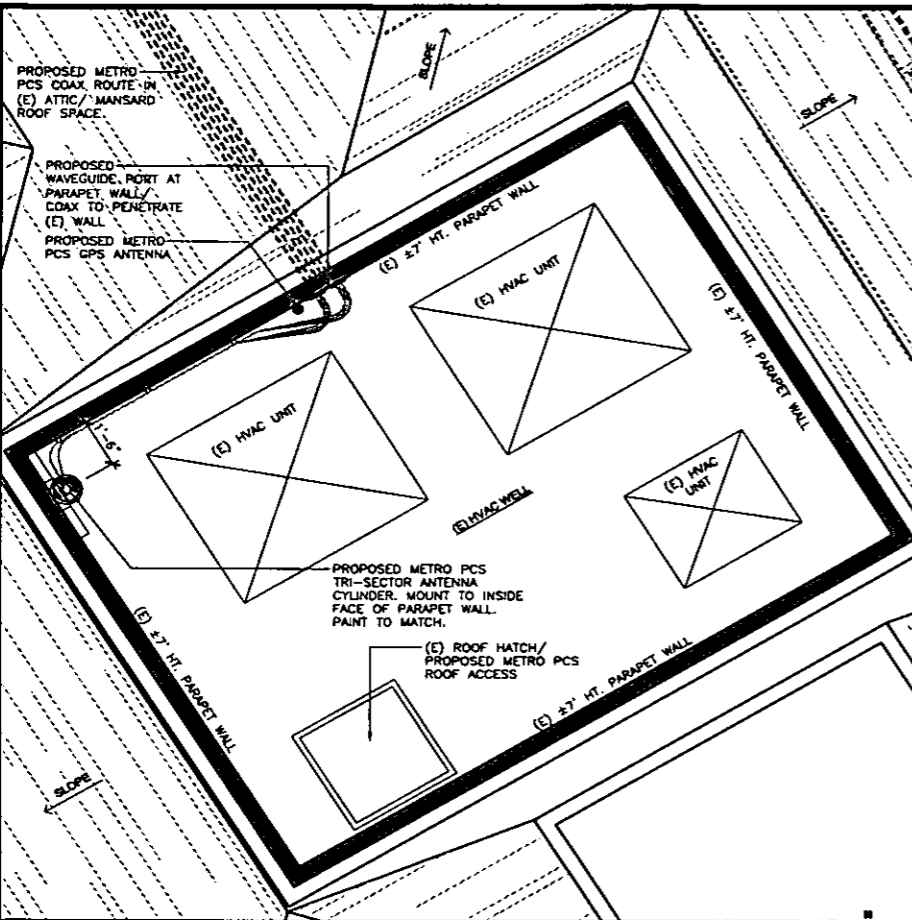 PROPOSED METRO
PCS COAX ROUTE IN
(E) ATTIC/ MANSARD
ROOF SPACE.
SLOPE
SLOPE
PROPOSED
WAVEGUIDE PORT AT
PARAPET WALL/
COAX TO PENETRATE
(E) WALL
PROPOSED METRO
PCS GPS ANTENNA
(E) ±7' HT. PARAPET WALL
(E) HVAC UNIT
(E) ±7' HT. PARAPET WALL
(E) HVAC UNIT
1'-6"
(E) HVAC
UNIT
(E) HVAC WELL
PROPOSED METRO PCS
TRI-SECTOR ANTENNA
CYLINDER. MOUNT TO INSIDE
FACE OF PARAPET WALL.
PAINT TO MATCH.
(E) ±7' HT. PARAPET WALL
(E) ROOF HATCH/
PROPOSED METRO PCS
ROOF ACCESS
(E) ±7' HT. PARAPET WALL
SLOPE